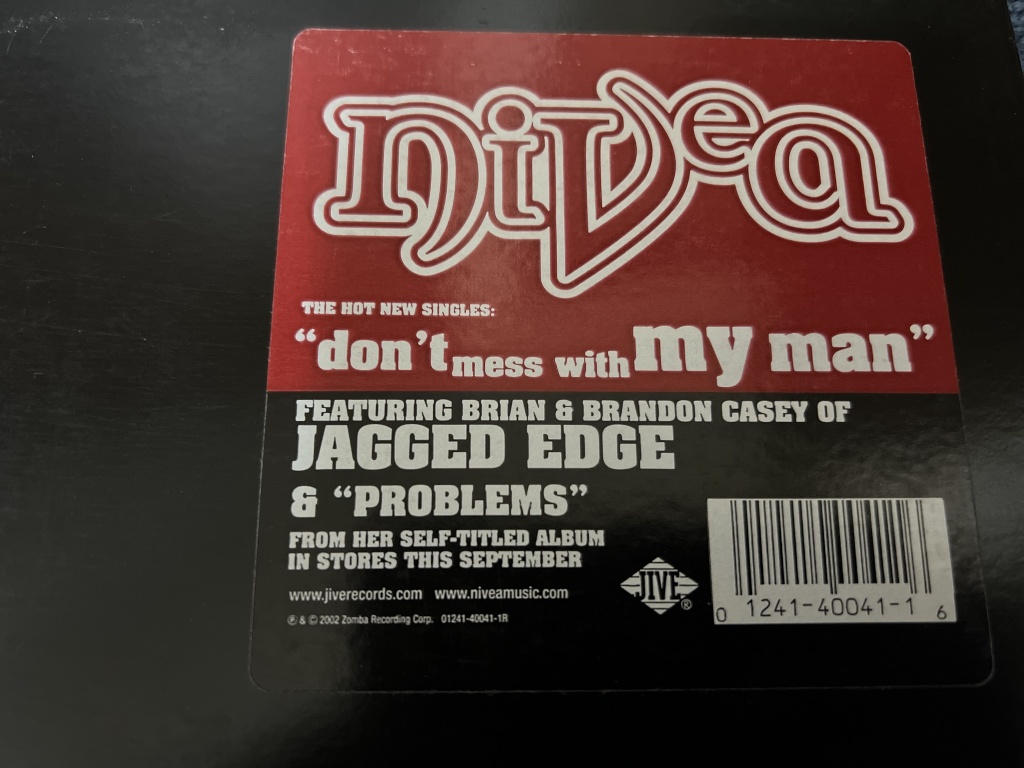 nivea
THE HOT NEW SINGLES:
“don't mess with my man”
FEATURING BRIAN & BRANDON CASEY OF
JAGGED EDGE
& “PROBLEMS”
FROM HER SELF-TITLED ALBUM
IN STORES THIS SEPTEMBER
www.jiverecords.com www.niveamusic.com
℗ & © 2002 Zomba Recording Corp. 01241-40041-1R
JIVE ®
0 1241-40041-1 6